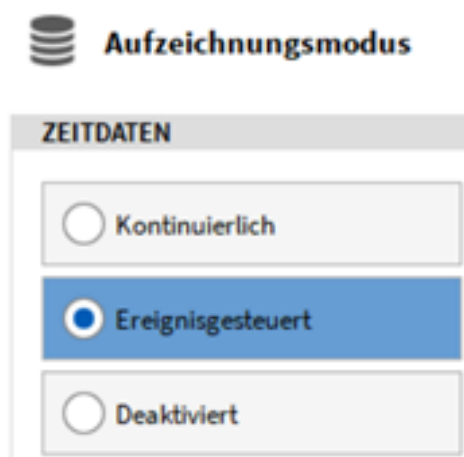 Aufzeichnungsmodus
ZEITDATEN
Kontinuierlich
Ereignisgesteuert
Deaktiviert